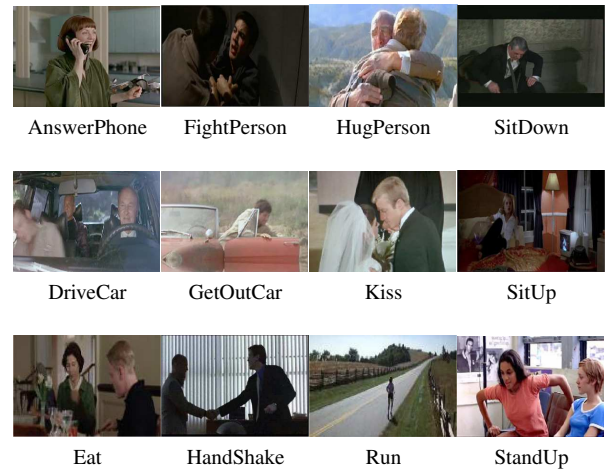 AnswerPhone FightPerson HugPerson SitDown
DriveCar GetOutCar Kiss SitUp
Eat HandShake Run StandUp